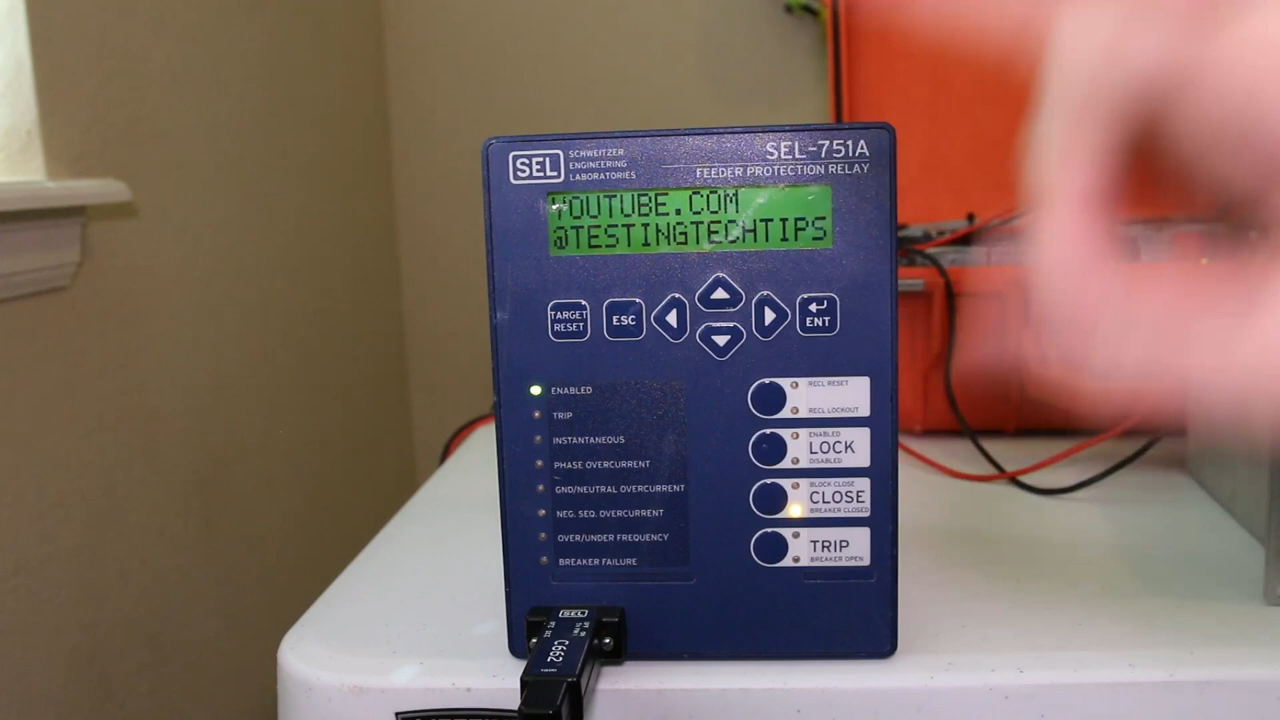 SEL
SCHWEITZER
ENGINEERING
LABORATORIES
SEL-751A
FEEDER PROTECTION RELAY
YOUTUBE.COM
@TESTINGTECHTIPS
TARGET
RESET
ESC
ENT
ENABLED
TRIP
INSTANTANEOUS
PHASE OVERCURRENT
GND/NEUTRAL OVERCURRENT
NEG. SEQ. OVERCURRENT
OVER/UNDER FREQUENCY
BREAKER FAILURE
RECL RESET
RECL LOCKOUT
ENABLED
LOCK
DISABLED
BLOCK CLOSE
CLOSE
BREAKER CLOSED
TRIP
BREAKER OPEN
SEL
C662